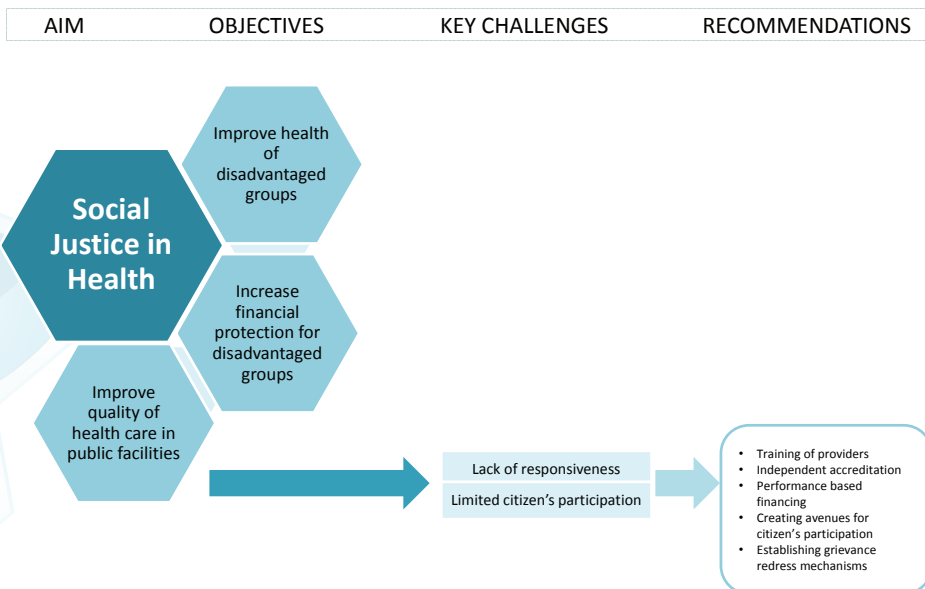 AIM OBJECTIVES KEY CHALLENGES RECOMMENDATIONS
Social
Justice in
Health
Improve health
of
disadvantaged
groups
Increase
financial
protection for
disadvantaged
groups
Improve
quality of
health care in
public facilities
Lack of responsiveness
Limited citizen's participation
• Training of providers
• Independent accreditation
• Performance based
financing
• Creating avenues for
citizen's participation
• Establishing grievance
redress mechanisms